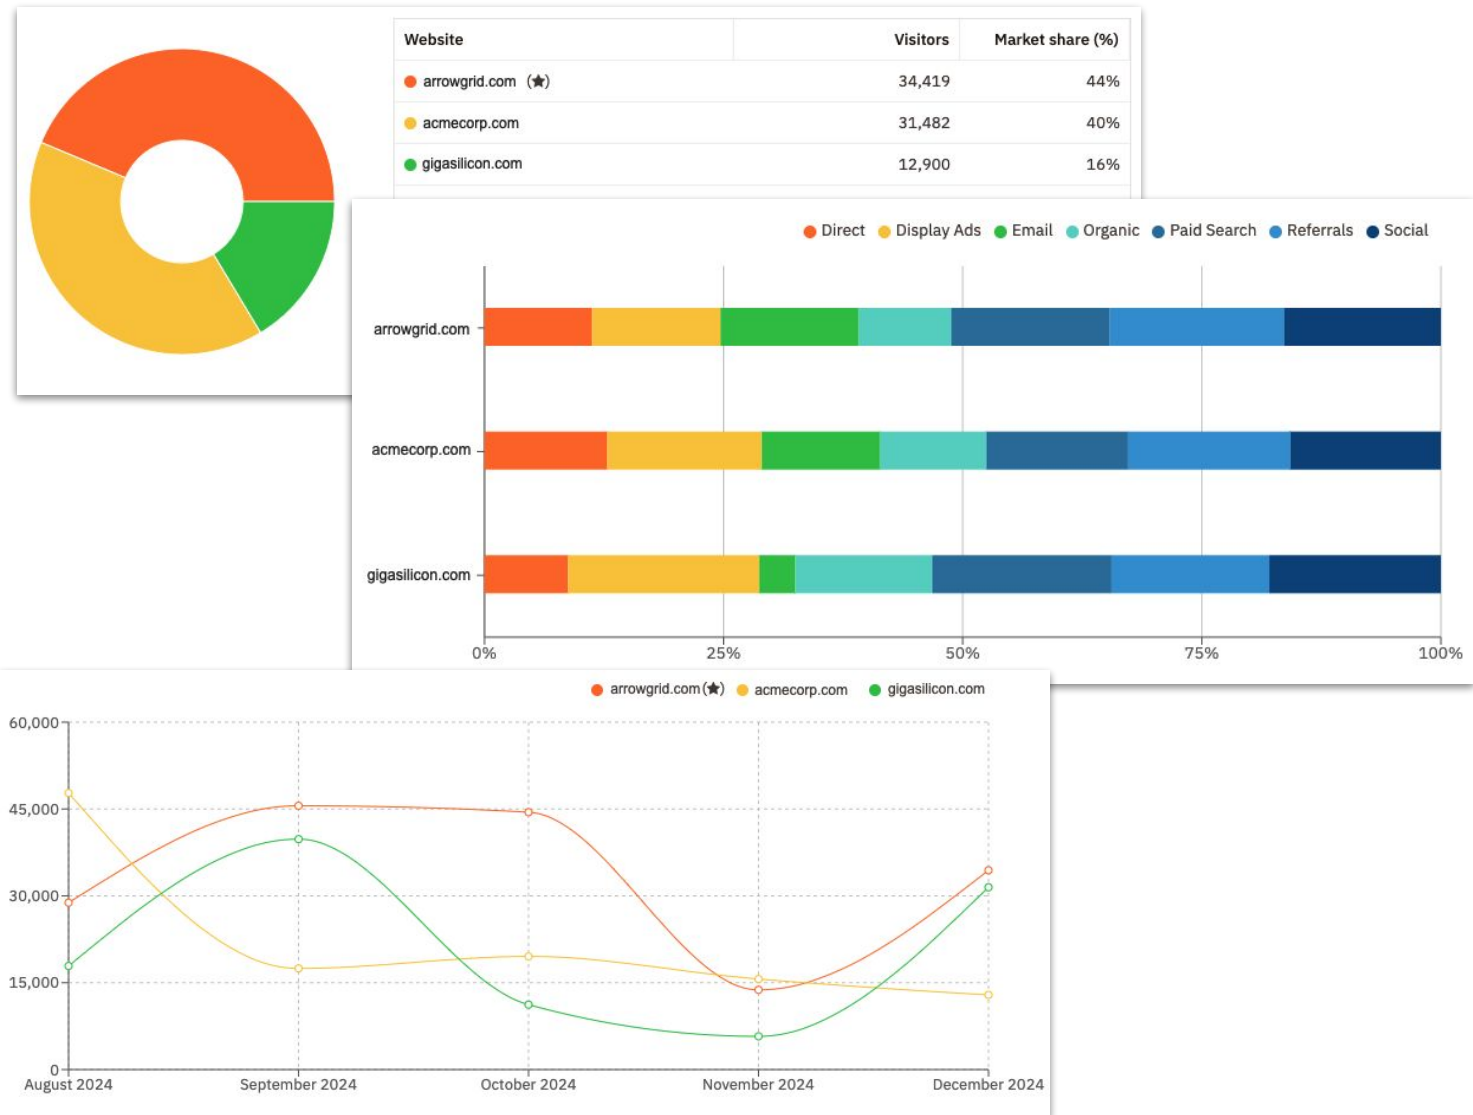 Website Visitors Market share (%)
arrowgrid.com (★) 34,419 44%
acmecorp.com 31,482 40%
gigasilicon.com 12,900 16%
Direct Display Ads Email Organic Paid Search Referrals Social
arrowgrid.com
acmecorp.com
gigasilicon.com
0% 25% 50% 75% 100%
arrowgrid.com (★) acmecorp.com gigasilicon.com
60,000
45,000
30,000
15,000
0
August 2024 September 2024 October 2024 November 2024 December 2024